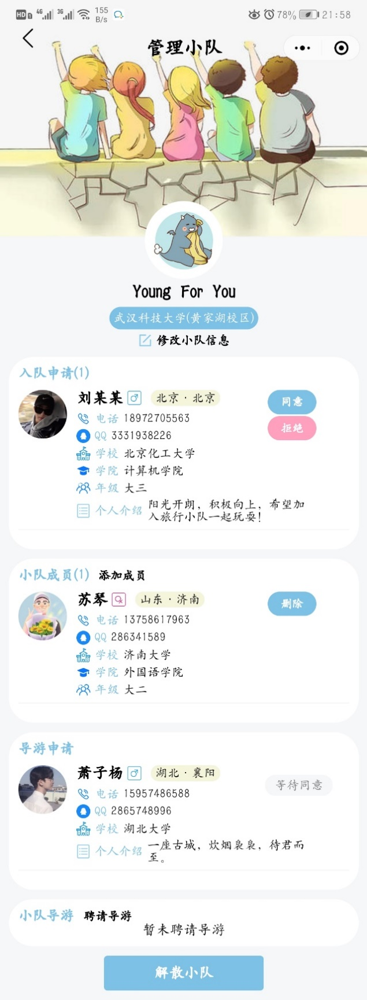 HD 1 4G 3G 155 B/s 78% 21:58
管理小队
Young For You
武汉科技大学(黄家湖校区)
修改小队信息
入队申请(1)
刘某某 北京·北京 同意
电话 18972705563
拒绝
QQ 3331938226
学校 北京化工大学
学院 计算机学院
年级 大三
个人介绍 阳光开朗，积极向上，希望加
入旅行小队一起玩耍！
小队成员(1) 添加成员
苏琴 山东·济南 删除
电话 13758617963
QQ 286341589
学校 济南大学
学院 外国语学院
年级 大二
导游申请
萧子杨 湖北·襄阳
等待同意
电话 15957486588
QQ 2865748996
学校 湖北大学
个人介绍 一座古城，炊烟袅袅，待君而
至。
小队导游 聘请导游
暂未聘请导游
解散小队